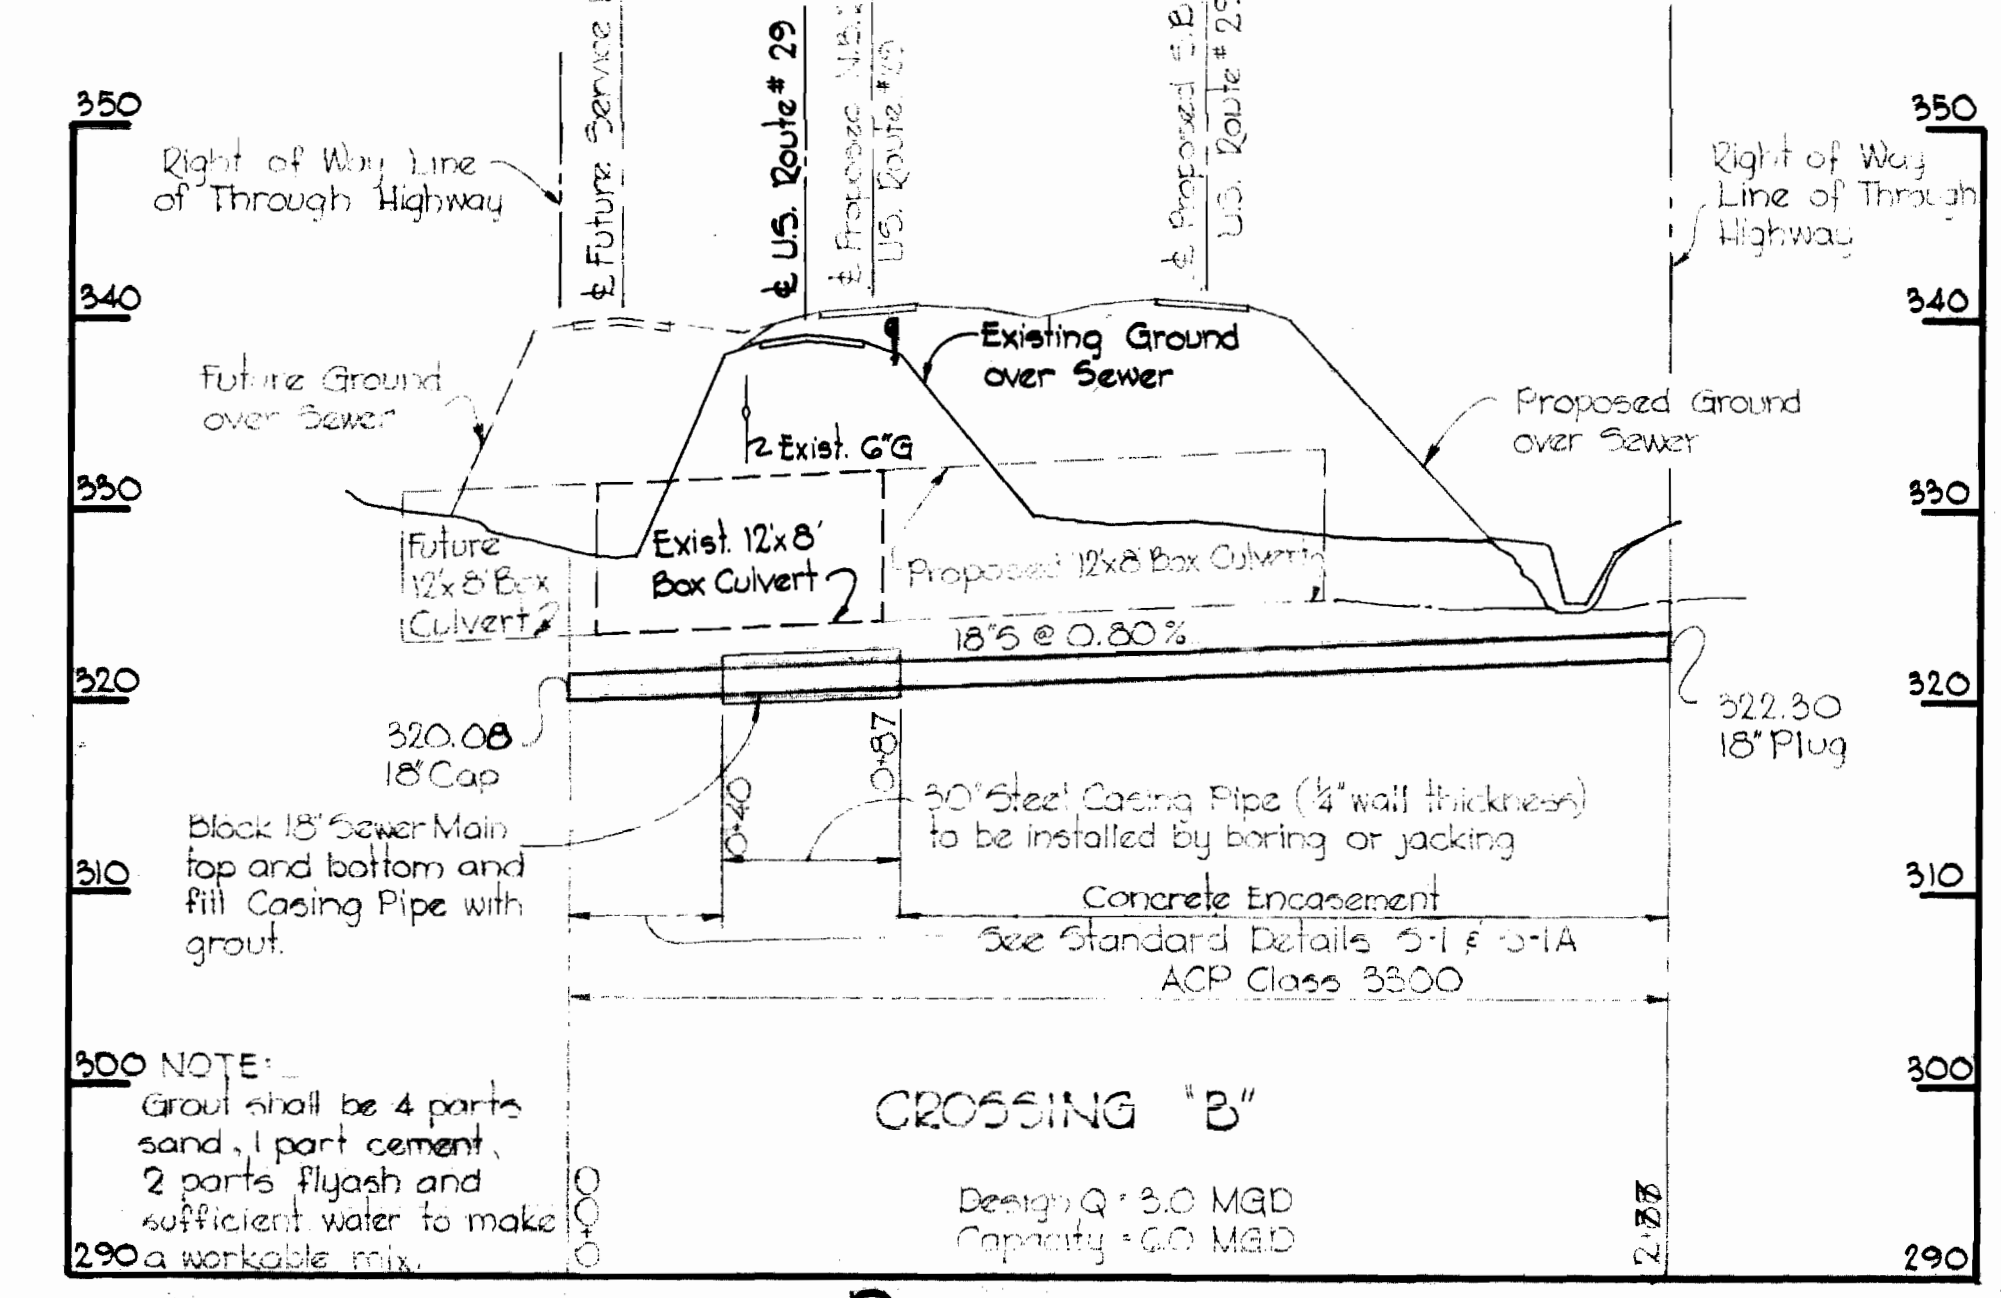 350
350
Right of Way Line
of Through Highway
℄ Future Service
℄ U.S. Route # 29
℄ Proposed N.B.
U.S. Route #29
℄ Proposed S.B
U.S. Route # 29
Right of Way
Line of Through
Highway
340
340
Existing Ground
over Sewer
Future Ground
over Sewer
Proposed Ground
over Sewer
Exist. 6"G
330
330
Future
12'x8' Box
Culvert
Exist. 12'x8'
Box Culvert
Proposed 12'x8' Box Culvert
18"S @ 0.80%
320
320
320.08
18" Cap
322.30
18" Plug
0+40
0+87
30" Steel Casing Pipe (¼" wall thickness)
to be installed by boring or jacking
Block 18" Sewer Main
top and bottom and
fill Casing Pipe with
grout.
310
310
Concrete Encasement
See Standard Details S-1 & S-1A
ACP Class 3300
300
300
NOTE:
Grout shall be 4 parts
sand, 1 part cement,
2 parts flyash and
sufficient water to make
a workable mix.
0+00
CROSSING "B"
Design Q = 3.0 MGD
Capacity = 6.0 MGD
290
290